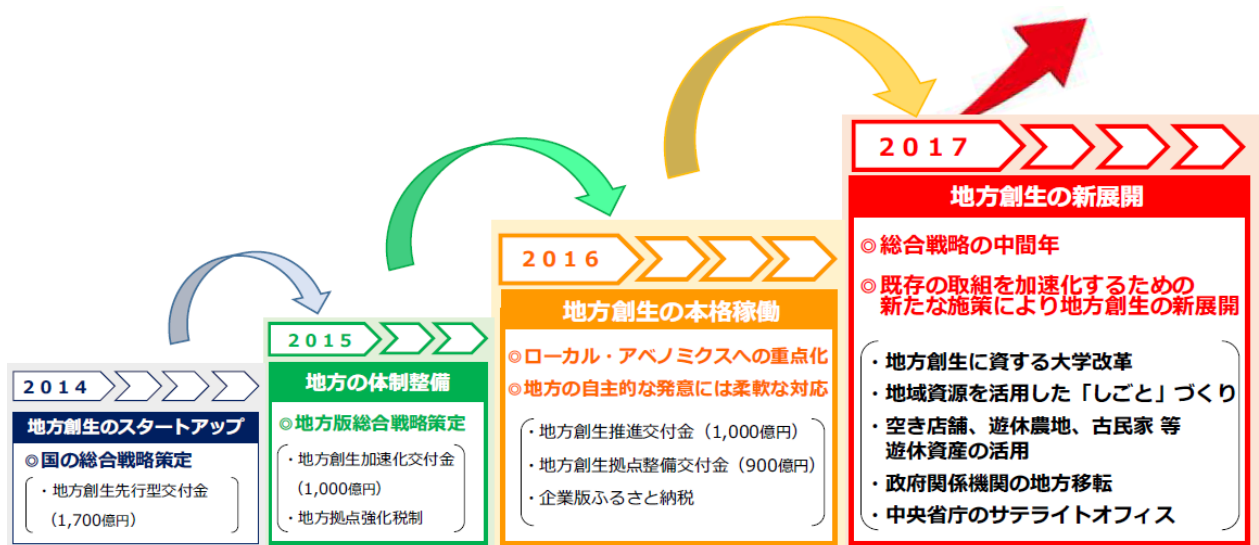 2014
地方創生のスタートアップ
◎国の総合戦略策定
・地方創生先行型交付金
（1,700億円）
2015
地方の体制整備
◎地方版総合戦略策定
・地方創生加速化交付金
（1,000億円）
・地方拠点強化税制
2016
地方創生の本格稼働
◎ローカル・アベノミクスへの重点化
◎地方の自主的な発意には柔軟な対応
・地方創生推進交付金（1,000億円）
・地方創生拠点整備交付金（900億円）
・企業版ふるさと納税
2017
地方創生の新展開
◎総合戦略の中間年
◎既存の取組を加速化するための
新たな施策により地方創生の新展開
・地方創生に資する大学改革
・地域資源を活用した「しごと」づくり
・空き店舗、遊休農地、古民家 等
遊休資産の活用
・政府関係機関の地方移転
・中央省庁のサテライトオフィス